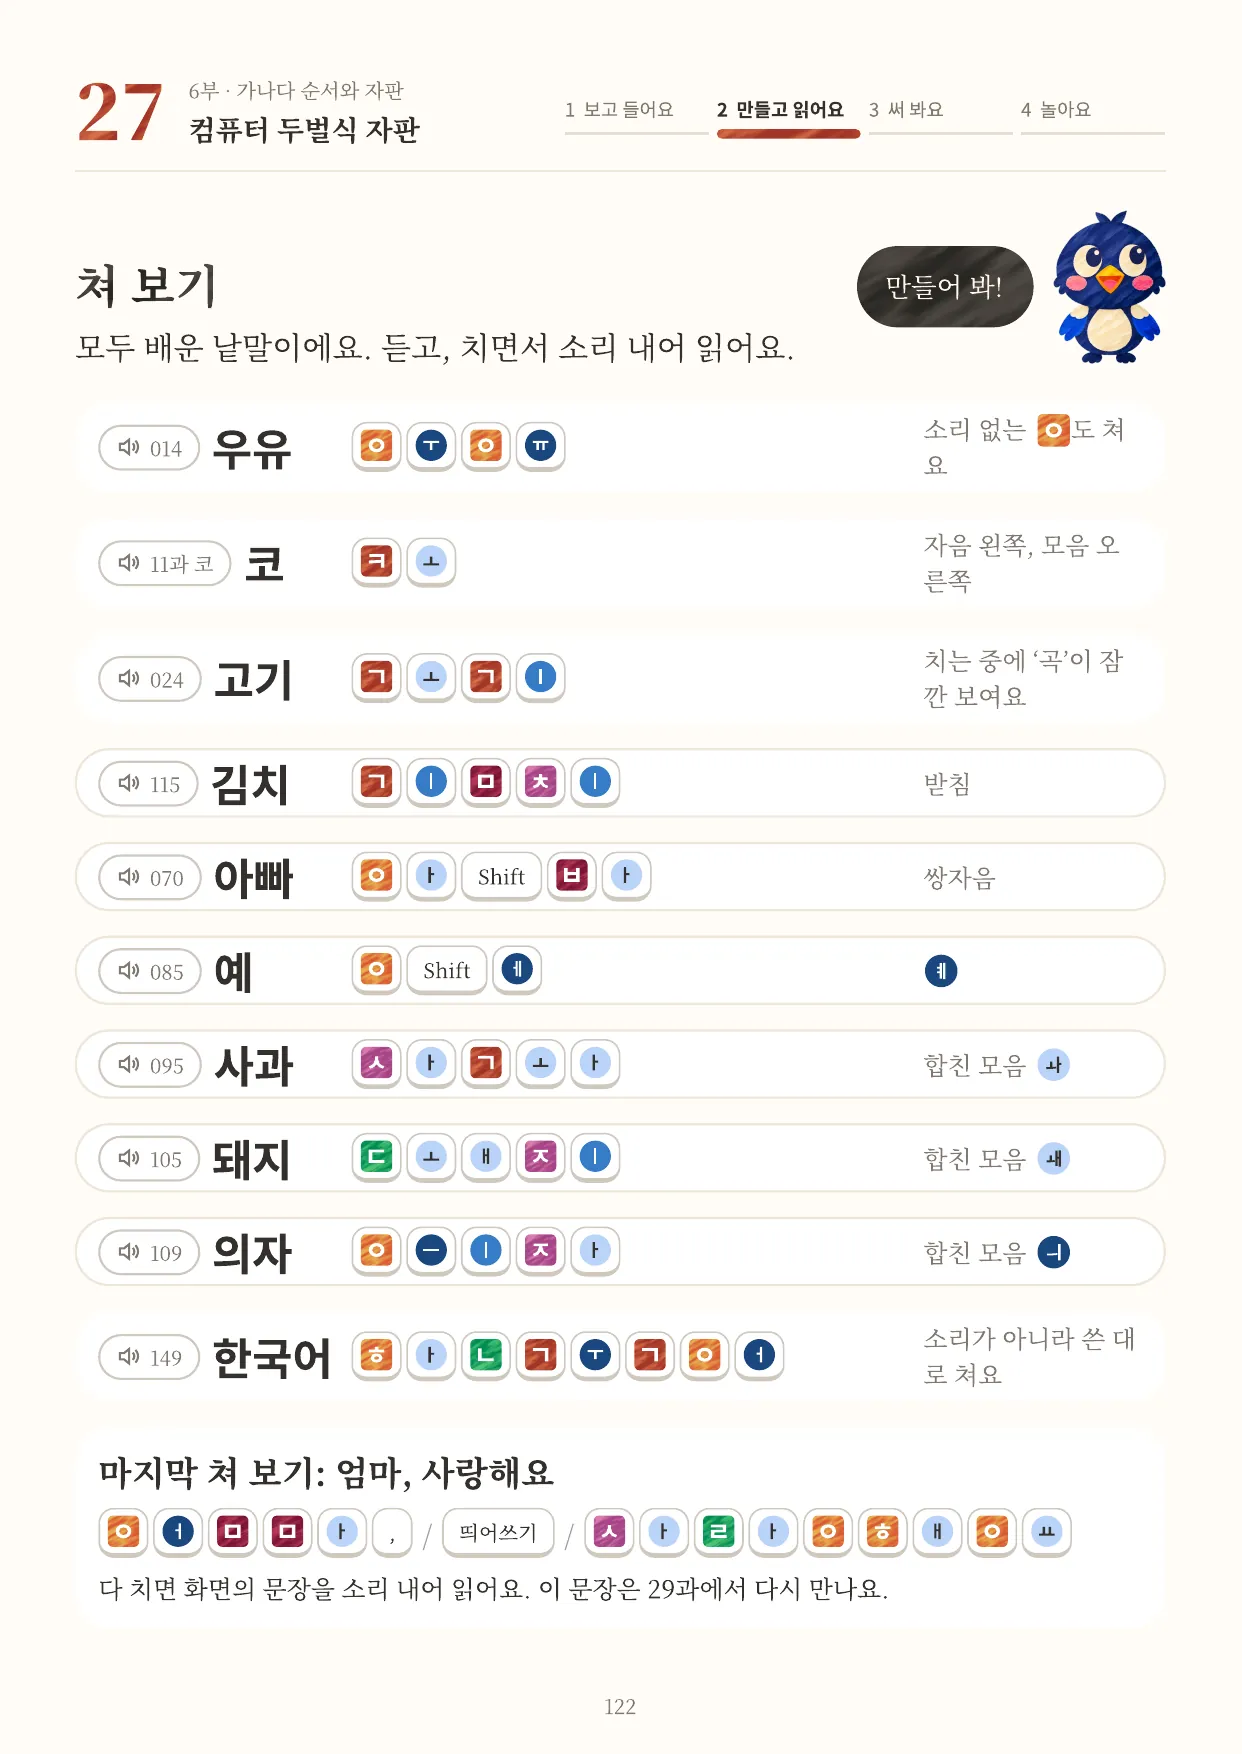 27
6부 · 가나다 순서와 자판
컴퓨터 두벌식 자판
1 보고 들어요 2 만들고 읽어요 3 써 봐요 4 놀아요
쳐 보기
만들어 봐!
모두 배운 낱말이에요. 듣고, 치면서 소리 내어 읽어요.
014 우유 ㅇ ㅜ ㅇ ㅠ 소리 없는 ㅇ도 쳐
요
11과 코 코 ㅋ ㅗ 자음 왼쪽, 모음 오
른쪽
024 고기 ㄱ ㅗ ㄱ ㅣ 치는 중에 ‘곡’이 잠
깐 보여요
115 김치 ㄱ ㅣ ㅁ ㅊ ㅣ 받침
070 아빠 ㅇ ㅏ Shift ㅂ ㅏ 쌍자음
085 예 ㅇ Shift ㅔ ㅖ
095 사과 ㅅ ㅏ ㄱ ㅗ ㅏ 합친 모음 ㅘ
105 돼지 ㄷ ㅗ ㅐ ㅈ ㅣ 합친 모음 ㅙ
109 의자 ㅇ ㅡ ㅣ ㅈ ㅏ 합친 모음 ㅢ
149 한국어 ㅎ ㅏ ㄴ ㄱ ㅜ ㄱ ㅇ ㅓ 소리가 아니라 쓴 대
로 쳐요
마지막 쳐 보기: 엄마, 사랑해요
ㅇ ㅓ ㅁ ㅁ ㅏ , / 띄어쓰기 / ㅅ ㅏ ㄹ ㅏ ㅇ ㅎ ㅐ ㅇ ㅛ
다 치면 화면의 문장을 소리 내어 읽어요. 이 문장은 29과에서 다시 만나요.
122